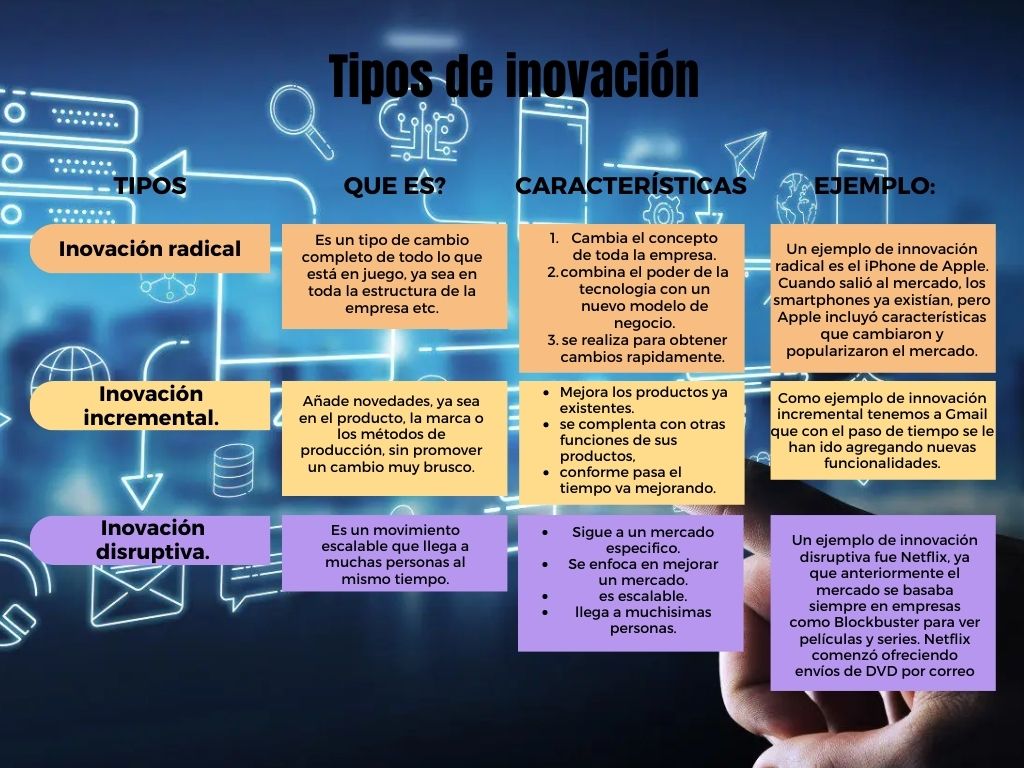 Tipos de inovación
TIPOS
QUE ES?
CARACTERÍSTICAS
EJEMPLO:
Inovación radical
Es un tipo de cambio
completo de todo lo que
está en juego, ya sea en
toda la estructura de la
empresa etc.
1. Cambia el concepto
de toda la empresa.
2. combina el poder de la
tecnologia con un
nuevo modelo de
negocio.
3. se realiza para obtener
cambios rapidamente.
Un ejemplo de innovación
radical es el iPhone de Apple.
Cuando salió al mercado, los
smartphones ya existían, pero
Apple incluyó características
que cambiaron y
popularizaron el mercado.
Inovación
incremental.
Añade novedades, ya sea
en el producto, la marca o
los métodos de
producción, sin promover
un cambio muy brusco.
• Mejora los productos ya
existentes.
• se complenta con otras
funciones de sus
productos,
• conforme pasa el
tiempo va mejorando.
Como ejemplo de innovación
incremental tenemos a Gmail
que con el paso de tiempo se le
han ido agregando nuevas
funcionalidades.
Inovación
disruptiva.
Es un movimiento
escalable que llega a
muchas personas al
mismo tiempo.
• Sigue a un mercado
especifico.
• Se enfoca en mejorar
un mercado.
• es escalable.
• llega a muchisimas
personas.
Un ejemplo de innovación
disruptiva fue Netflix, ya
que anteriormente el
mercado se basaba
siempre en empresas
como Blockbuster para ver
películas y series. Netflix
comenzó ofreciendo
envíos de DVD por correo